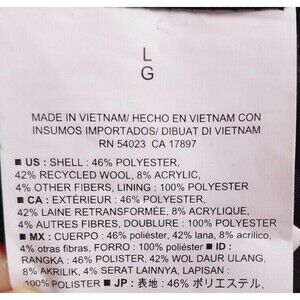 L
G
MADE IN VIETNAM/ HECHO EN VIETNAM CON
INSUMOS IMPORTADOS/ DIBUAT DI VIETNAM
RN 54023 CA 17897
■ US : SHELL : 46% POLYESTER,
42% RECYCLED WOOL, 8% ACRYLIC,
4% OTHER FIBERS, LINING : 100% POLYESTER
■ CA : EXTÉRIEUR : 46% POLYESTER,
42% LAINE RETRANSFORMÉE, 8% ACRYLIQUE,
4% AUTRES FIBRES, DOUBLURE : 100% POLYESTER
■ MX : CUERPO : 46% poliéster, 42% lana, 8% acrílico,
4% otras fibras, FORRO : 100% poliéster ■ ID :
RANGKA : 46% POLIESTER, 42% WOL DAUR ULANG,
8% AKRILIK, 4% SERAT LAINNYA, LAPISAN :
100% POLIESTER ■ JP : 表地 : 46% ポリエステル,